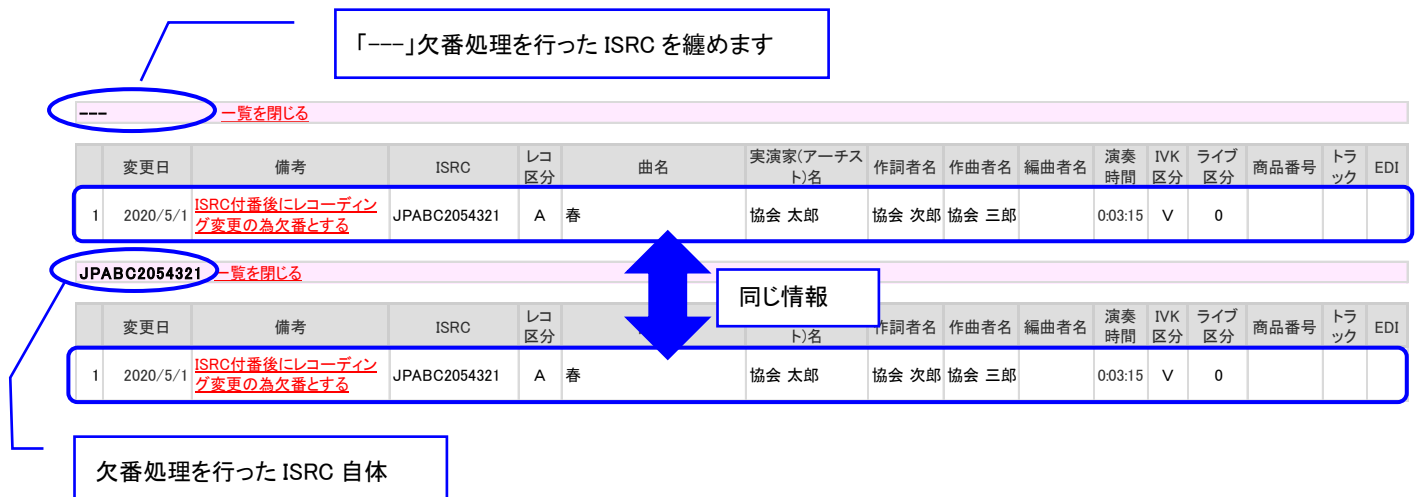 「---」欠番処理を行った ISRC を纏めます
--- 一覧を閉じる
変更日 備考 ISRC レコ区分 曲名 実演家(アーチスト)名 作詞者名 作曲者名 編曲者名 演奏時間 IVK区分 ライブ区分 商品番号 トラック EDI
1 2020/5/1 ISRC付番後にレコーディング変更の為欠番とする JPABC2054321 A 春 協会 太郎 協会 次郎 協会 三郎 0:03:15 V 0
JPABC2054321 一覧を閉じる
同じ情報
変更日 備考 ISRC レコ区分 ト)名 作詞者名 作曲者名 編曲者名 演奏時間 IVK区分 ライブ区分 商品番号 トラック EDI
1 2020/5/1 ISRC付番後にレコーディング変更の為欠番とする JPABC2054321 A 春 協会 太郎 協会 次郎 協会 三郎 0:03:15 V 0
欠番処理を行った ISRC 自体